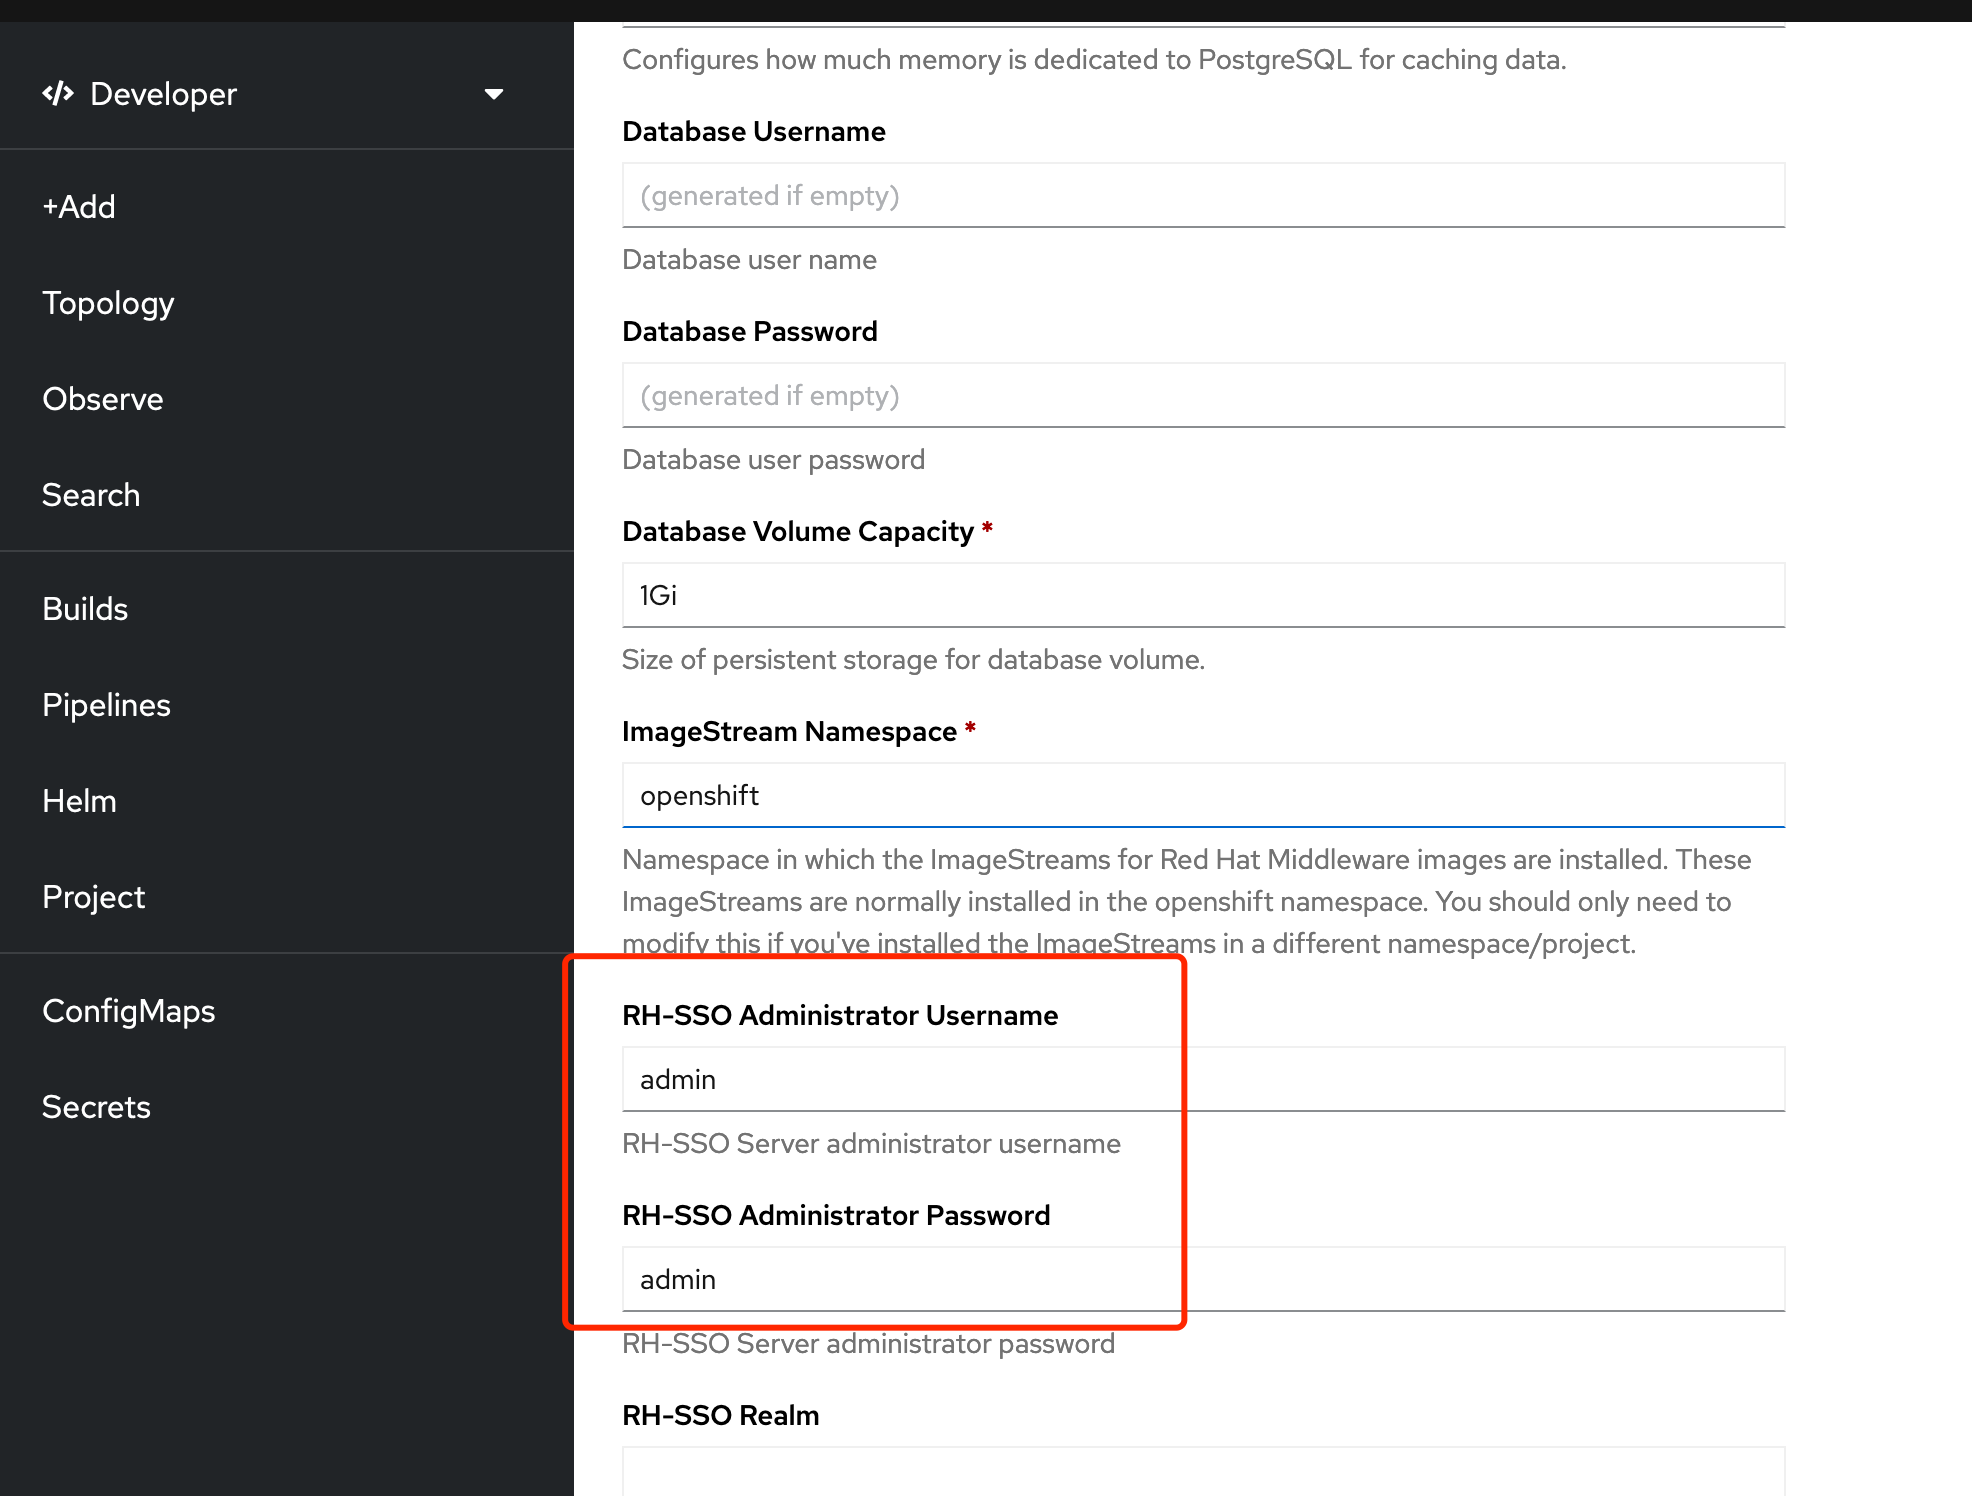 Developer
+Add
Topology
Observe
Search
Builds
Pipelines
Helm
Project
ConfigMaps
Secrets
Configures how much memory is dedicated to PostgreSQL for caching data.
Database Username
(generated if empty)
Database user name
Database Password
(generated if empty)
Database user password
Database Volume Capacity *
1Gi
Size of persistent storage for database volume.
ImageStream Namespace *
openshift
Namespace in which the ImageStreams for Red Hat Middleware images are installed. These
ImageStreams are normally installed in the openshift namespace. You should only need to
modify this if you've installed the ImageStreams in a different namespace/project.
RH-SSO Administrator Username
admin
RH-SSO Server administrator username
RH-SSO Administrator Password
admin
RH-SSO Server administrator password
RH-SSO Realm